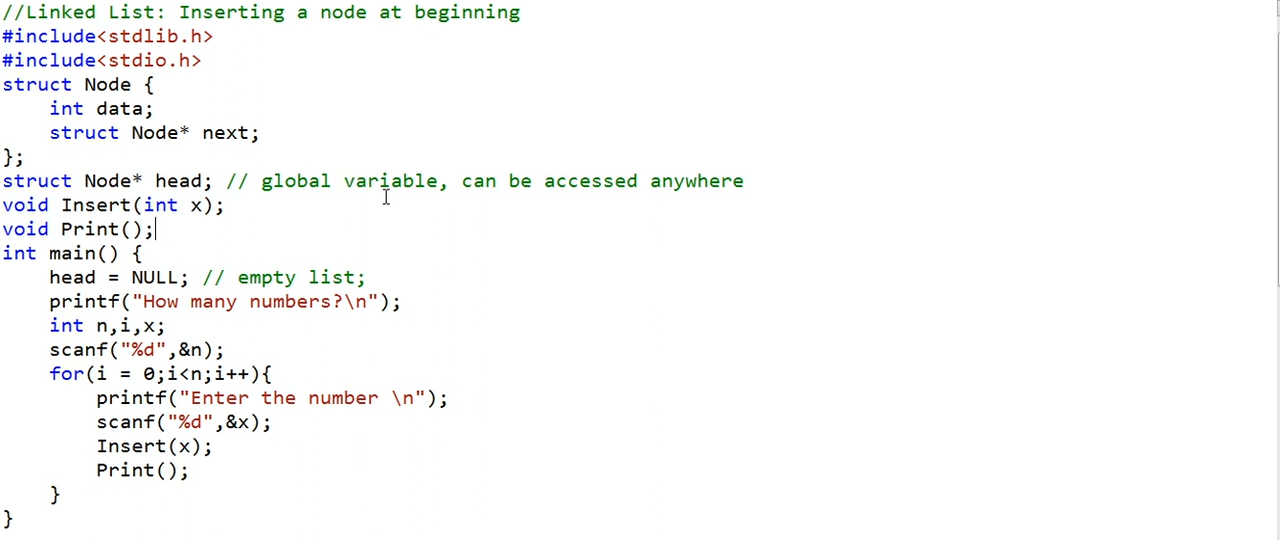 //Linked List: Inserting a node at beginning
#include<stdlib.h>
#include<stdio.h>
struct Node {
    int data;
    struct Node* next;
};
struct Node* head; // global variable, can be accessed anywhere
void Insert(int x);
void Print();
int main() {
    head = NULL; // empty list;
    printf("How many numbers?\n");
    int n,i,x;
    scanf("%d",&n);
    for(i = 0;i<n;i++){
        printf("Enter the number \n");
        scanf("%d",&x);
        Insert(x);
        Print();
    }
}